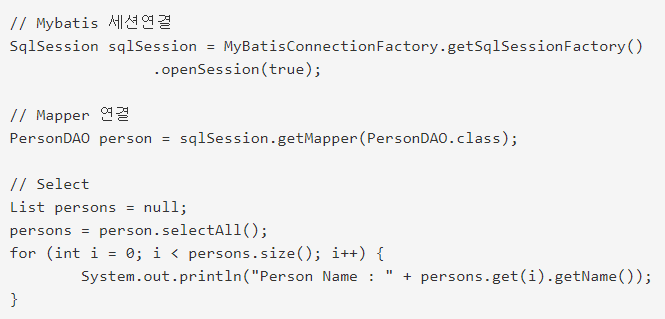 // Mybatis 세션연결
SqlSession sqlSession = MyBatisConnectionFactory.getSqlSessionFactory()
                .openSession(true);

// Mapper 연결
PersonDAO person = sqlSession.getMapper(PersonDAO.class);

// Select
List persons = null;
persons = person.selectAll();
for (int i = 0; i < persons.size(); i++) {
        System.out.println("Person Name : " + persons.get(i).getName());
}